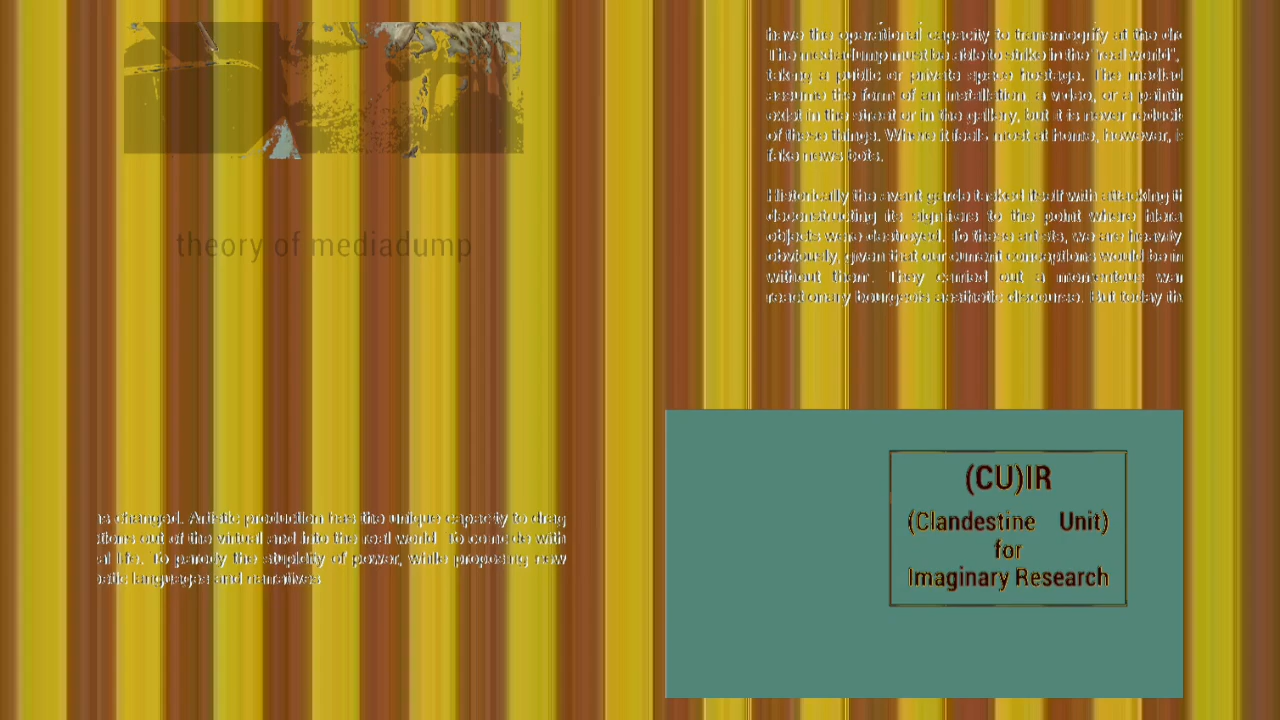 theory of mediadump
have the operational capacity to transmogrify at the
The mediadump must be able to strike in the "real world",
taking a public or private space hostage. The
assume the form of an installation, a video, or a
exist in the street or in the gallery, but it is never
of these things. Where it feels most at home, however,
fake news bots.
Historically the avant garde tasked itself with attacking
deconstructing its signifiers to the point where
objects were destroyed. To these artists, we are heavily
obviously, given that our current conceptions would be
without them. They carried out a momentous
reactionary bourgeois aesthetic discourse. But today
changed. Artistic production has the unique capacity to drag
out of the virtual and into the real world. To with
life. To parody the stupidity of power, while proposing new
languages and narratives
(CU)IR
(Clandestine Unit)
for
Imaginary Research